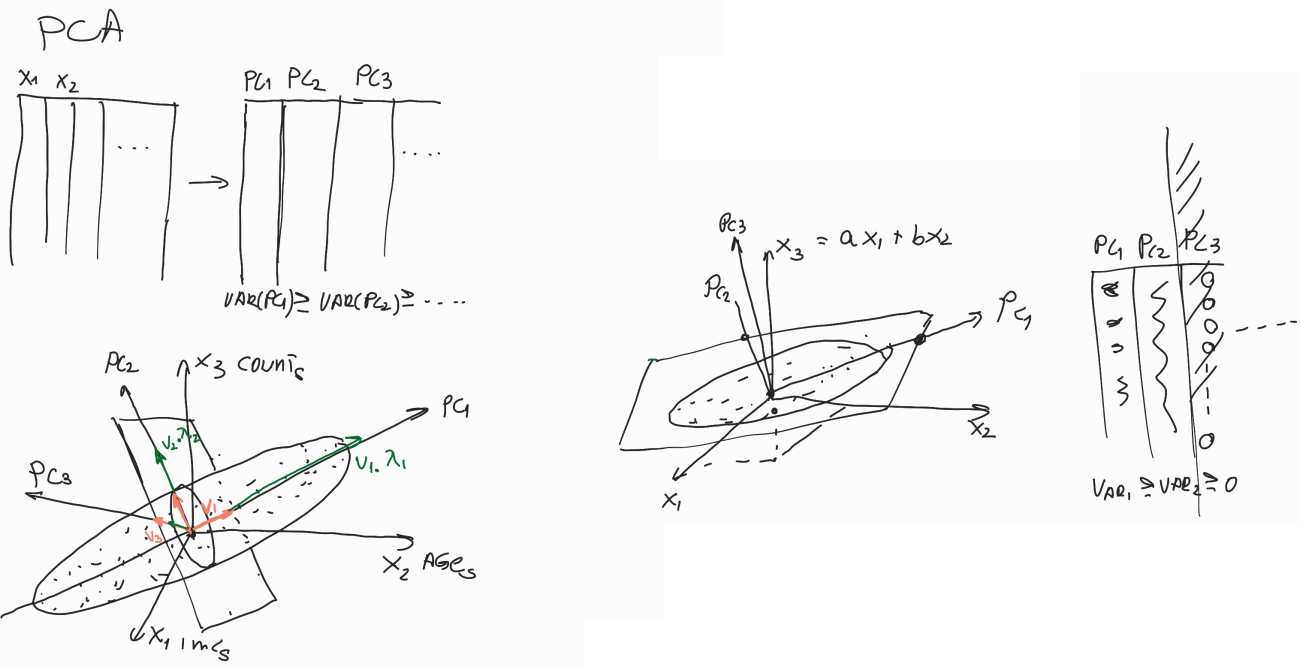 PCA
X1 X2
....
PC1 PC2 PC3
....
VAR(PC1) ≥ VAR(PC2) ≥ ....
PC2
X3 COUNTS
PC1
V2·λ2
V1·λ1
PC3
V1
V3
X2 AGES
X1 IMCS
PC3
X3 = aX1 + bX2
PC2
PC1
X2
X1
PC1 PC2 PC3
VAR1 ≥ VAR2 ≥ 0